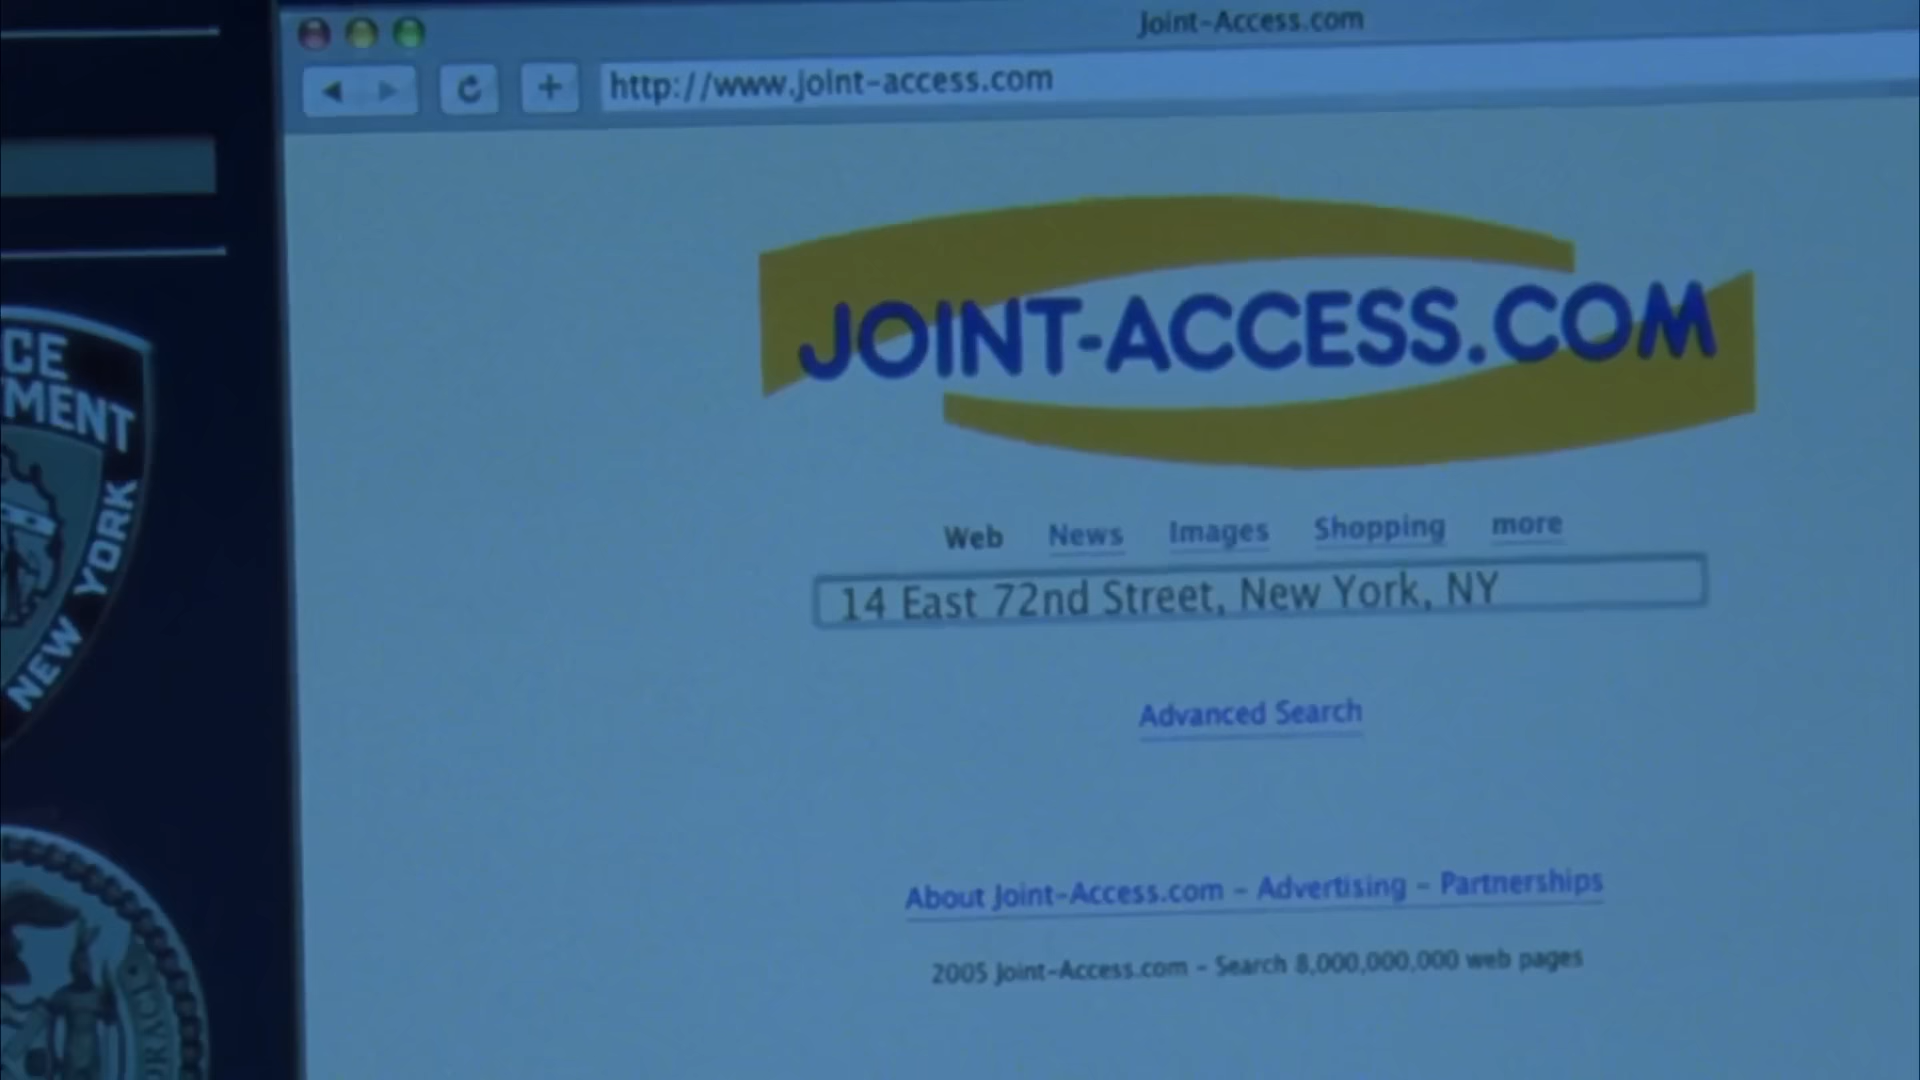 Joint-Access.com
http://www.joint-access.com
JOINT-ACCESS.COM
Web News Images Shopping more
14 East 72nd Street, New York, NY
Advanced Search
About Joint-Access.com - Advertising - Partnerships
2005 Joint-Access.com - Search 8,000,000,000 web pages
CE
MENT
NEW YORK